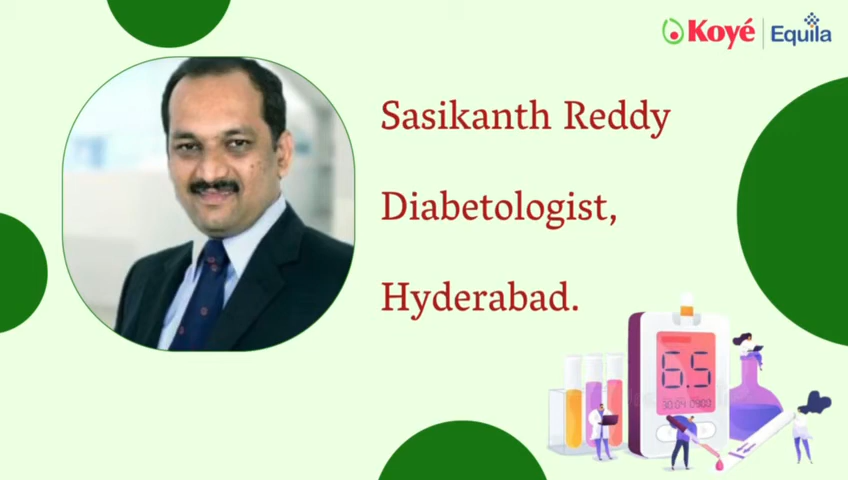 Koyé Equila
Sasikanth Reddy
Diabetologist,
Hyderabad.
6.5